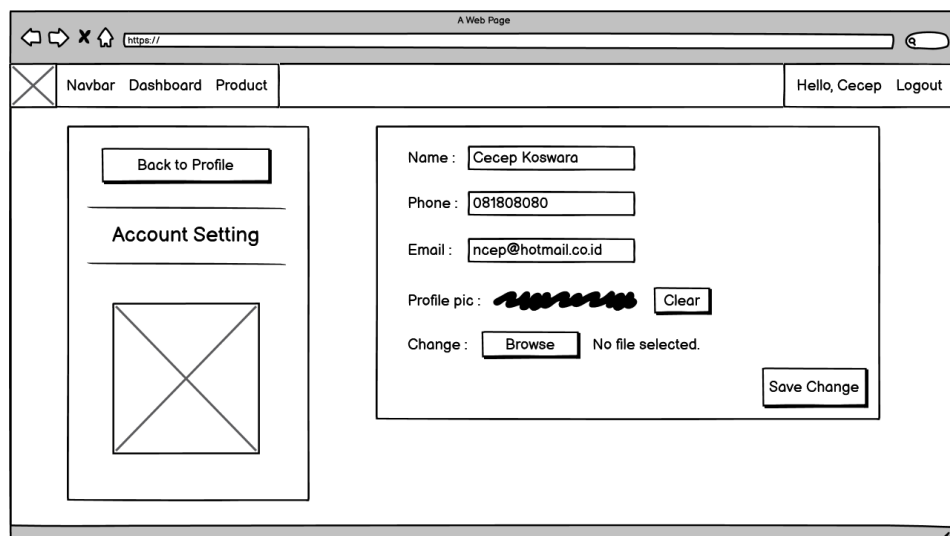 A Web Page
https://
Navbar Dashboard Product Hello, Cecep Logout
Back to Profile
Account Setting
Name : Cecep Koswara
Phone : 081808080
Email : ncep@hotmail.co.id
Profile pic : Clear
Change : Browse No file selected.
Save Change